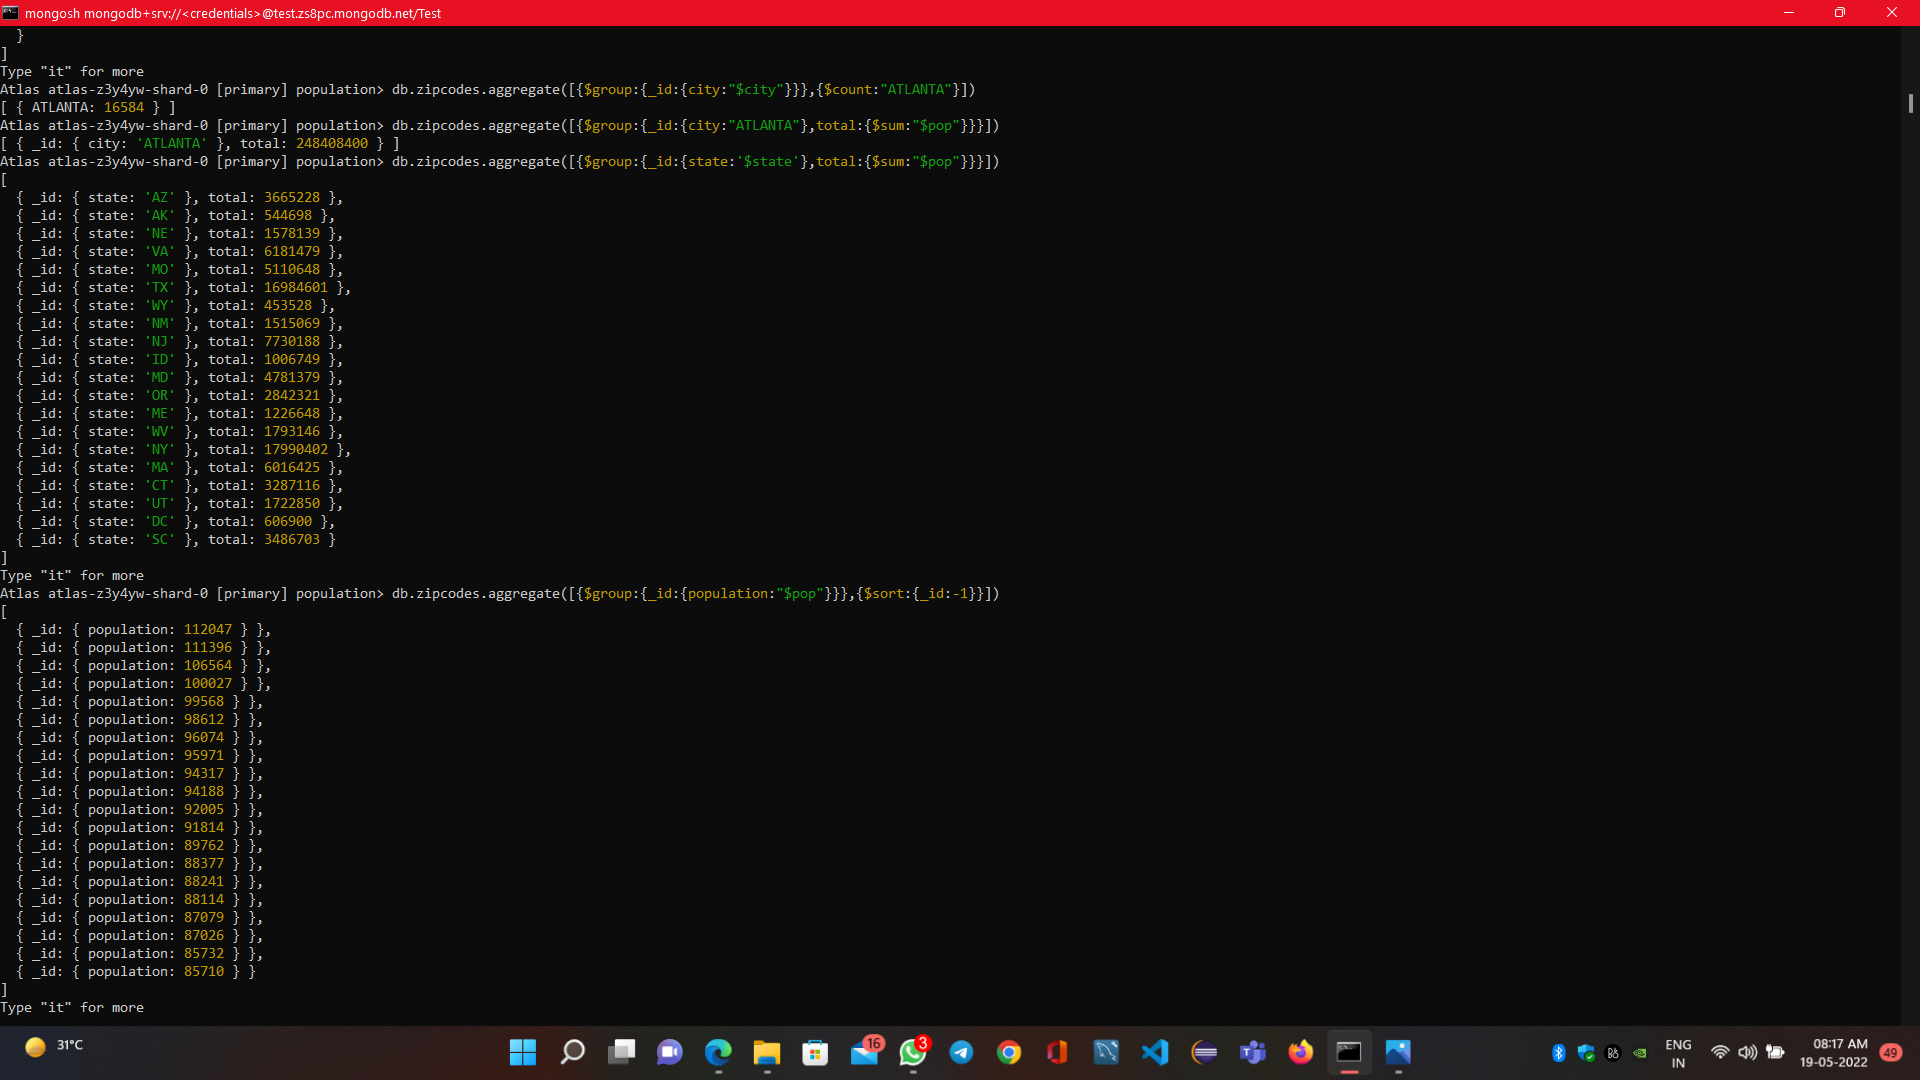 mongosh mongodb+srv://<credentials>@test.zs8pc.mongodb.net/Test
  }
]
Type "it" for more
Atlas atlas-z3y4yw-shard-0 [primary] population> db.zipcodes.aggregate([{$group:{_id:{city:"$city"}}},{$count:"ATLANTA"}])
[ { ATLANTA: 16584 } ]
Atlas atlas-z3y4yw-shard-0 [primary] population> db.zipcodes.aggregate([{$group:{_id:{city:"ATLANTA"},total:{$sum:"$pop"}}}])
[ { _id: { city: 'ATLANTA' }, total: 248408400 } ]
Atlas atlas-z3y4yw-shard-0 [primary] population> db.zipcodes.aggregate([{$group:{_id:{state:'$state'},total:{$sum:"$pop"}}}])
[
  { _id: { state: 'AZ' }, total: 3665228 },
  { _id: { state: 'AK' }, total: 544698 },
  { _id: { state: 'NE' }, total: 1578139 },
  { _id: { state: 'VA' }, total: 6181479 },
  { _id: { state: 'MO' }, total: 5110648 },
  { _id: { state: 'TX' }, total: 16984601 },
  { _id: { state: 'WY' }, total: 453528 },
  { _id: { state: 'NM' }, total: 1515069 },
  { _id: { state: 'NJ' }, total: 7730188 },
  { _id: { state: 'ID' }, total: 1006749 },
  { _id: { state: 'MD' }, total: 4781379 },
  { _id: { state: 'OR' }, total: 2842321 },
  { _id: { state: 'ME' }, total: 1226648 },
  { _id: { state: 'WV' }, total: 1793146 },
  { _id: { state: 'NY' }, total: 17990402 },
  { _id: { state: 'MA' }, total: 6016425 },
  { _id: { state: 'CT' }, total: 3287116 },
  { _id: { state: 'UT' }, total: 1722850 },
  { _id: { state: 'DC' }, total: 606900 },
  { _id: { state: 'SC' }, total: 3486703 }
]
Type "it" for more
Atlas atlas-z3y4yw-shard-0 [primary] population> db.zipcodes.aggregate([{$group:{_id:{population:"$pop"}}},{$sort:{_id:-1}}])
[
  { _id: { population: 112047 } },
  { _id: { population: 111396 } },
  { _id: { population: 106564 } },
  { _id: { population: 100027 } },
  { _id: { population: 99568 } },
  { _id: { population: 98612 } },
  { _id: { population: 96074 } },
  { _id: { population: 95971 } },
  { _id: { population: 94317 } },
  { _id: { population: 94188 } },
  { _id: { population: 92005 } },
  { _id: { population: 91814 } },
  { _id: { population: 89762 } },
  { _id: { population: 88377 } },
  { _id: { population: 88241 } },
  { _id: { population: 88114 } },
  { _id: { population: 87079 } },
  { _id: { population: 87026 } },
  { _id: { population: 85732 } },
  { _id: { population: 85710 } }
]
Type "it" for more
31°C
16
3
ENG
IN
08:17 AM
19-05-2022
49